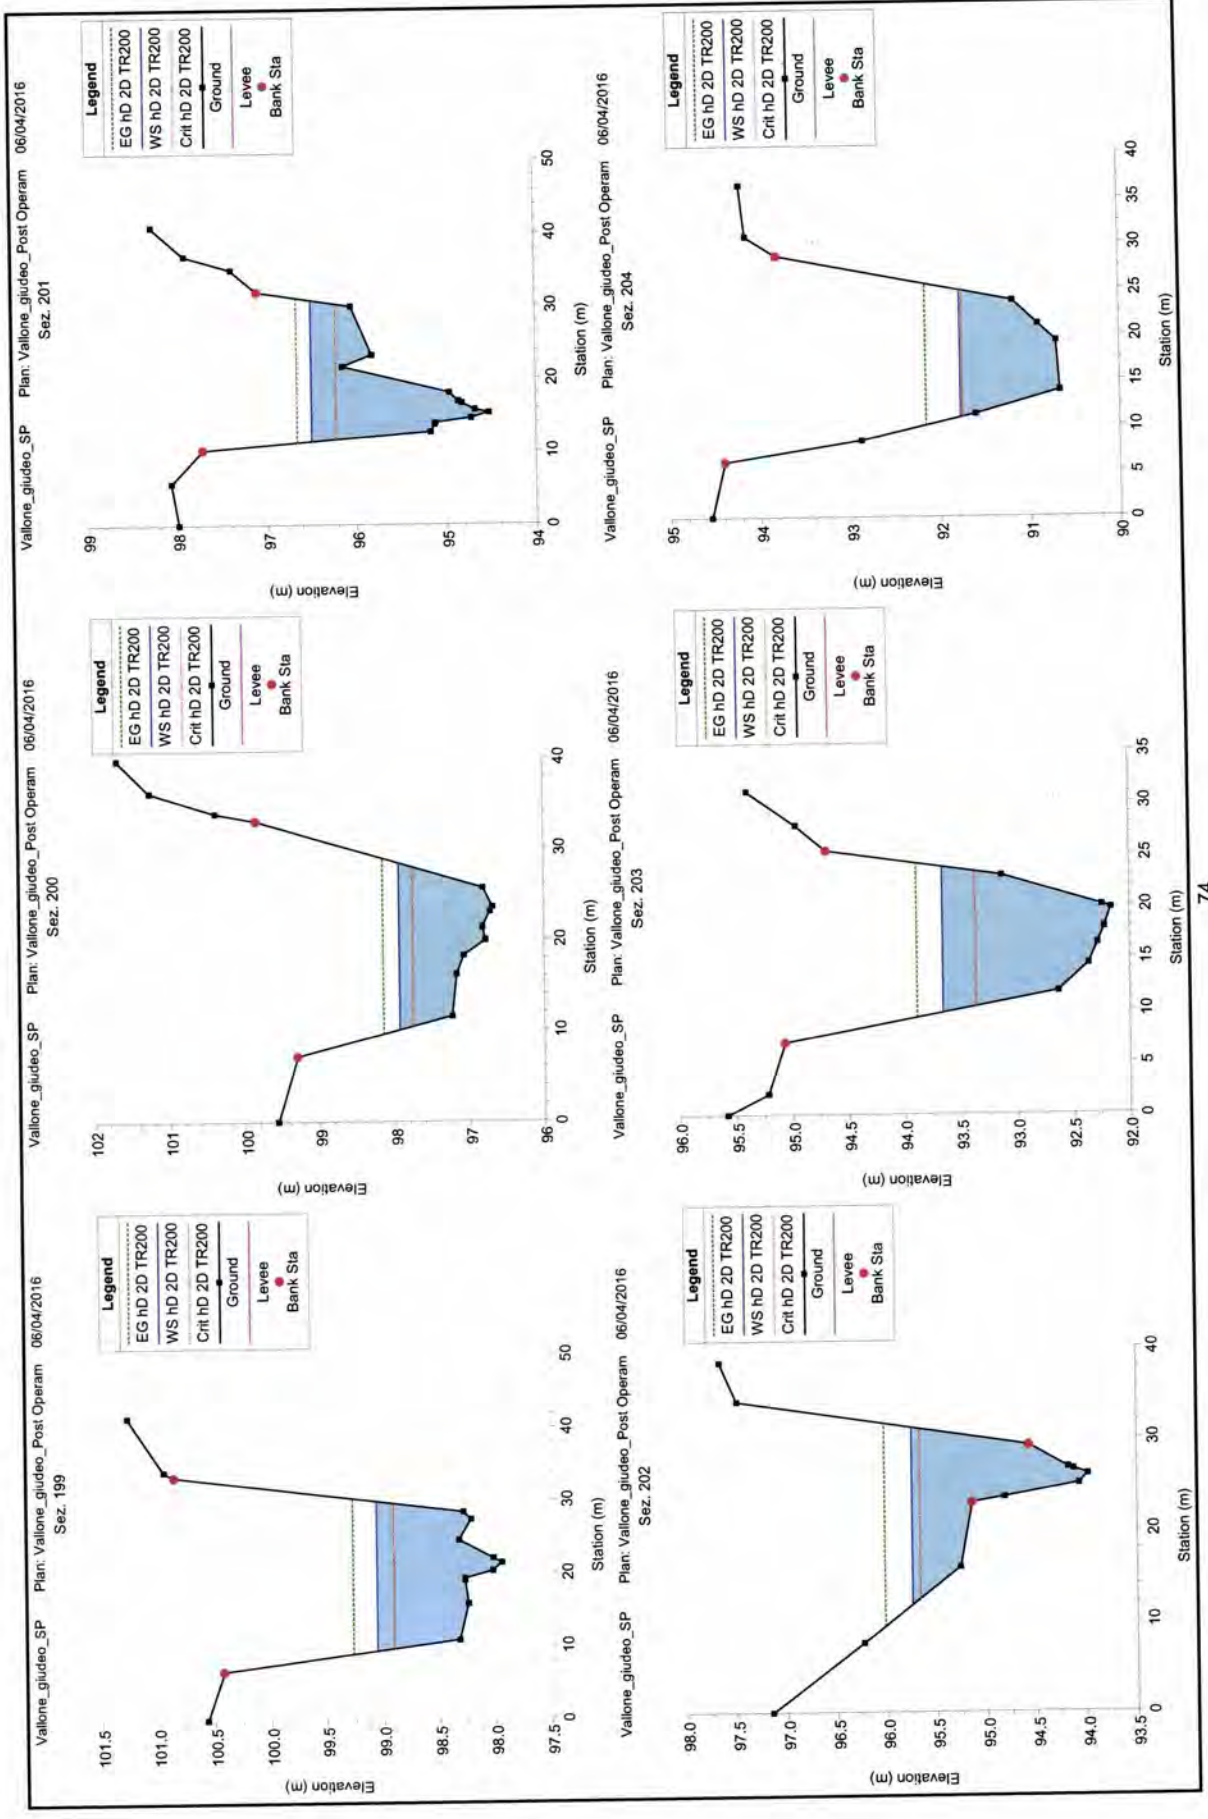 Vallone_giudeo_SP Plan: Vallone_giudeo_Post Operam 06/04/2016
Sez. 199
Elevation (m)
101.5
101.0
100.5
100.0
99.5
99.0
98.5
98.0
97.5
0
10
20
30
40
50
Station (m)
Legend
EG hD 2D TR200
WS hD 2D TR200
Crit hD 2D TR200
Ground
Levee
Bank Sta
Vallone_giudeo_SP Plan: Vallone_giudeo_Post Operam 06/04/2016
Sez. 200
Elevation (m)
102
101
100
99
98
97
96
0
10
20
30
40
Station (m)
Legend
EG hD 2D TR200
WS hD 2D TR200
Crit hD 2D TR200
Ground
Levee
Bank Sta
Vallone_giudeo_SP Plan: Vallone_giudeo_Post Operam 06/04/2016
Sez. 201
Elevation (m)
99
98
97
96
95
94
0
10
20
30
40
50
Station (m)
Legend
EG hD 2D TR200
WS hD 2D TR200
Crit hD 2D TR200
Ground
Levee
Bank Sta
Vallone_giudeo_SP Plan: Vallone_giudeo_Post Operam 06/04/2016
Sez. 202
Elevation (m)
98.0
97.5
97.0
96.5
96.0
95.5
95.0
94.5
94.0
93.5
0
10
20
30
40
Station (m)
Legend
EG hD 2D TR200
WS hD 2D TR200
Crit hD 2D TR200
Ground
Levee
Bank Sta
Vallone_giudeo_SP Plan: Vallone_giudeo_Post Operam 06/04/2016
Sez. 203
Elevation (m)
96.0
95.5
95.0
94.5
94.0
93.5
93.0
92.5
92.0
0
5
10
15
20
25
30
35
Station (m)
Legend
EG hD 2D TR200
WS hD 2D TR200
Crit hD 2D TR200
Ground
Levee
Bank Sta
Vallone_giudeo_SP Plan: Vallone_giudeo_Post Operam 06/04/2016
Sez. 204
Elevation (m)
95
94
93
92
91
90
0
5
10
15
20
25
30
35
40
Station (m)
Legend
EG hD 2D TR200
WS hD 2D TR200
Crit hD 2D TR200
Ground
Levee
Bank Sta
74